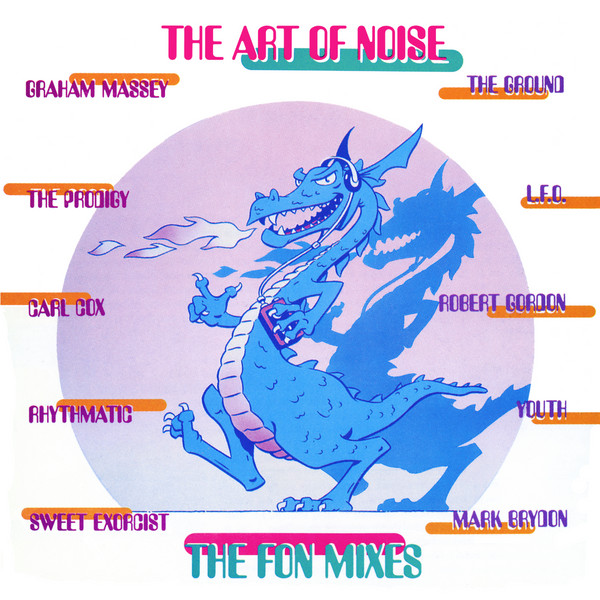 THE ART OF NOISE
GRAHAM MASSEY
THE GROUND
THE PRODIGY
L.F.O.
CARL COX
ROBERT GORDON
RHYTHMATIC
YOUTH
SWEET EXORCIST
MARK BRYDON
THE FON MIXES